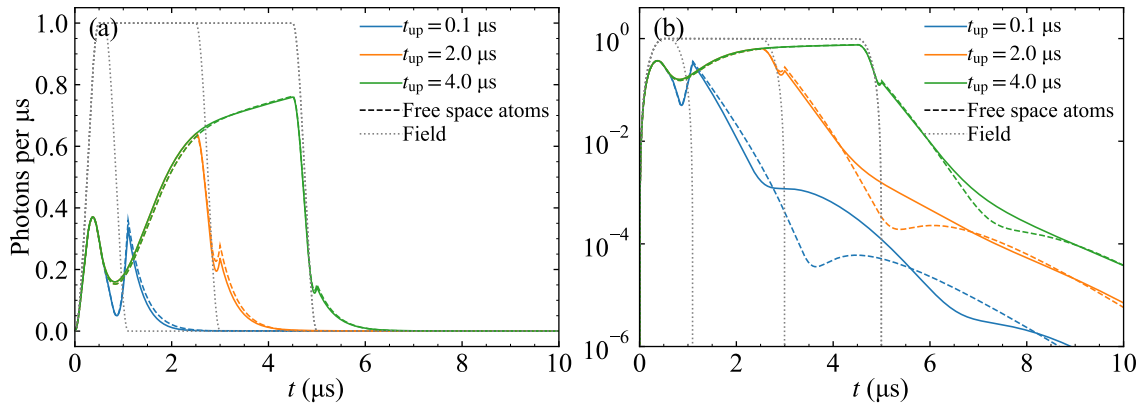 (a)
t_up = 0.1 μs
t_up = 2.0 μs
t_up = 4.0 μs
Free space atoms
Field
Photons per μs
1.0
0.8
0.6
0.4
0.2
0.0
0 2 4 6 8 10
t (μs)
(b)
t_up = 0.1 μs
t_up = 2.0 μs
t_up = 4.0 μs
Free space atoms
Field
10^0
10^−2
10^−4
10^−6
0 2 4 6 8 10
t (μs)